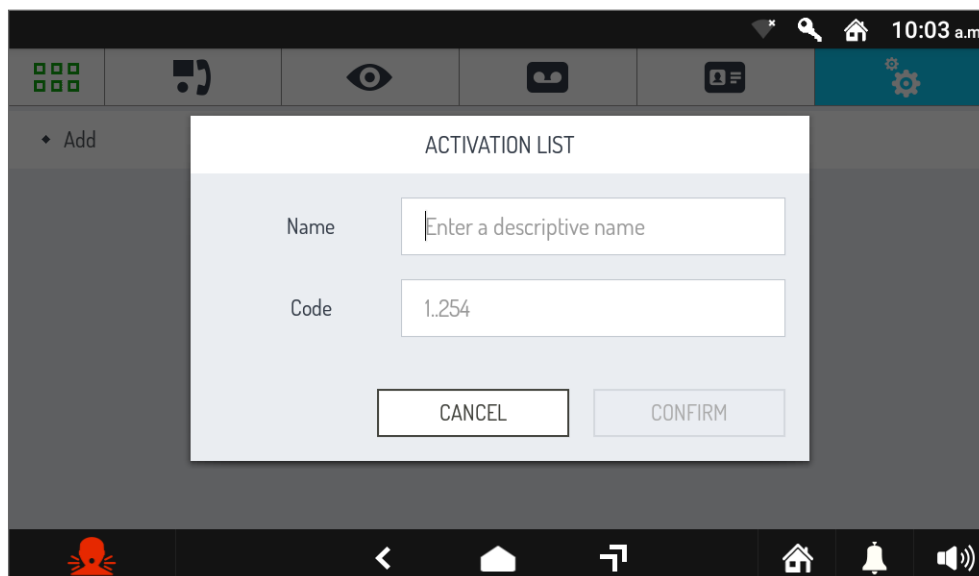 10:03 a.m
Add
ACTIVATION LIST
Name
Enter a descriptive name
Code
1..254
CANCEL
CONFIRM